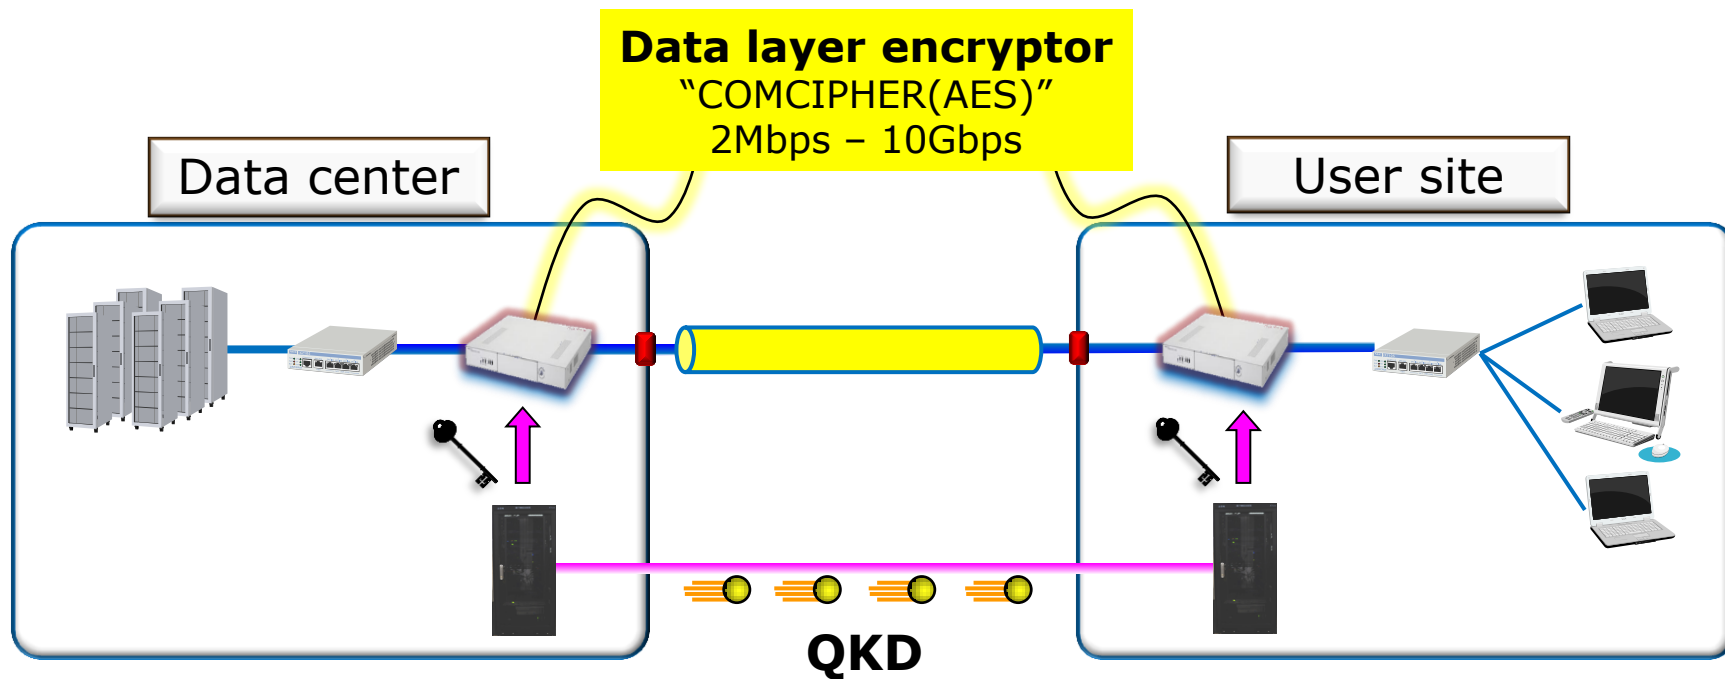 Data layer encryptor
“COMCIPHER(AES)”
2Mbps – 10Gbps
Data center
User site
QKD